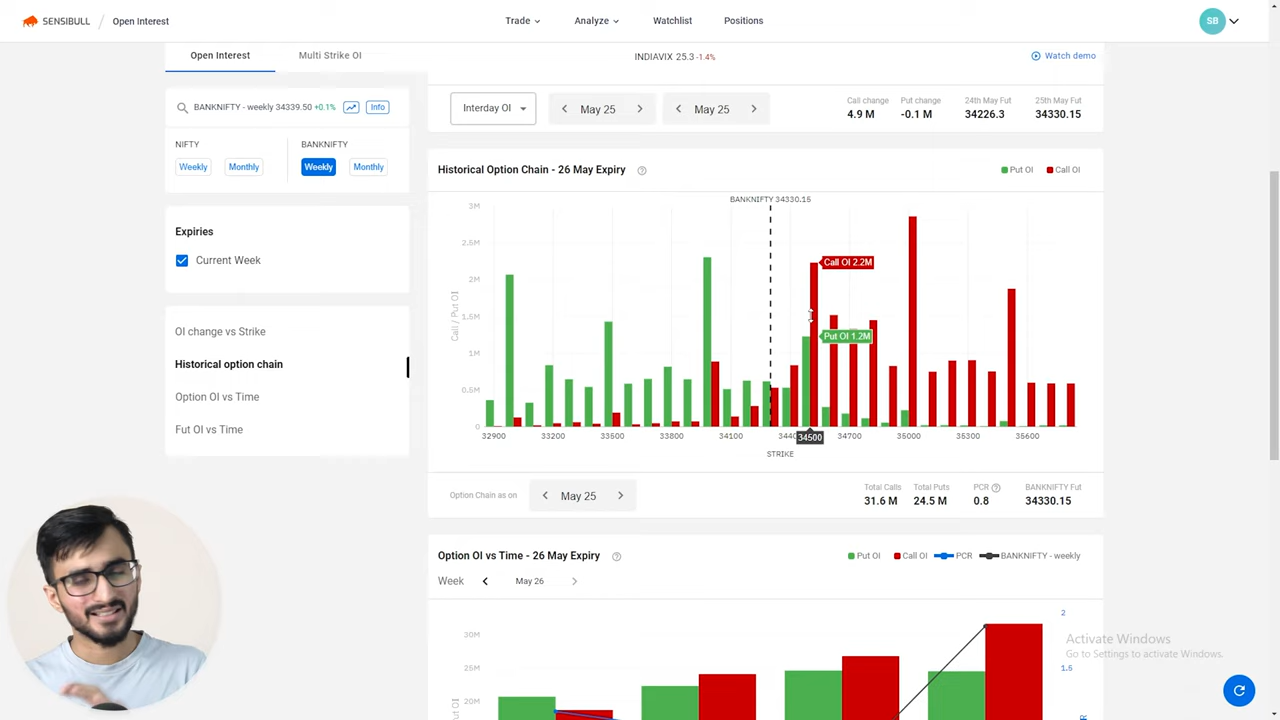 SENSIBULL / Open Interest
Trade
Analyze
Watchlist
Positions
SB
Open Interest
Multi Strike OI
INDIAVIX 25.3 -1.4%
Watch demo
BANKNIFTY - weekly 34339.50 +0.1%
Info
NIFTY
BANKNIFTY
Weekly
Monthly
Weekly
Monthly
Expiries
Current Week
OI change vs Strike
Historical option chain
Option OI vs Time
Fut OI vs Time
Interday OI
May 25
May 25
Call change
Put change
24th May Fut
25th May Fut
4.9 M
-0.1 M
34226.3
34330.15
Historical Option Chain - 26 May Expiry
Put OI
Call OI
BANKNIFTY 34330.15
3M
2.5M
2M
1.5M
1M
0.5M
0
Call / Put OI
Call OI 2.2M
Put OI 1.2M
32900
33200
33500
33800
34100
3440
34500
34700
35000
35300
35600
STRIKE
Option Chain as on
May 25
Total Calls
Total Puts
PCR
BANKNIFTY Fut
31.6 M
24.5 M
0.8
34330.15
Option OI vs Time - 26 May Expiry
Put OI
Call OI
PCR
BANKNIFTY - weekly
Week
May 26
30M
25M
20M
2
1.5
Activate Windows
Go to Settings to activate Windows.